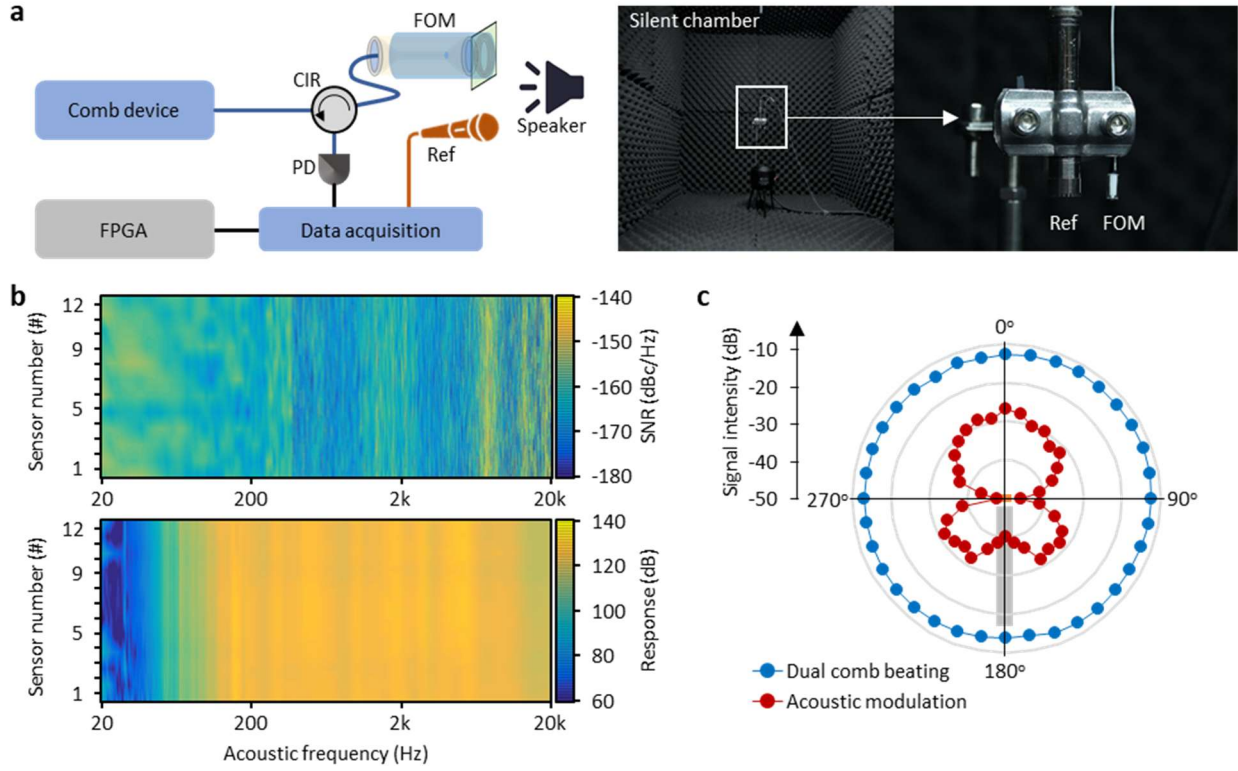 a
FOM
CIR
Comb device
Speaker
Ref
PD
FPGA
Data acquisition
Silent chamber
Ref
FOM
b
Sensor number (#)
12
9
5
1
20
200
2k
20k
-140
-150
-160
-170
-180
SNR (dBc/Hz)
Sensor number (#)
12
9
5
1
20
200
2k
20k
Acoustic frequency (Hz)
140
120
100
80
60
Response (dB)
c
Signal intensity (dB)
-10
-20
-30
-40
-50
0°
90°
180°
270°
Dual comb beating
Acoustic modulation